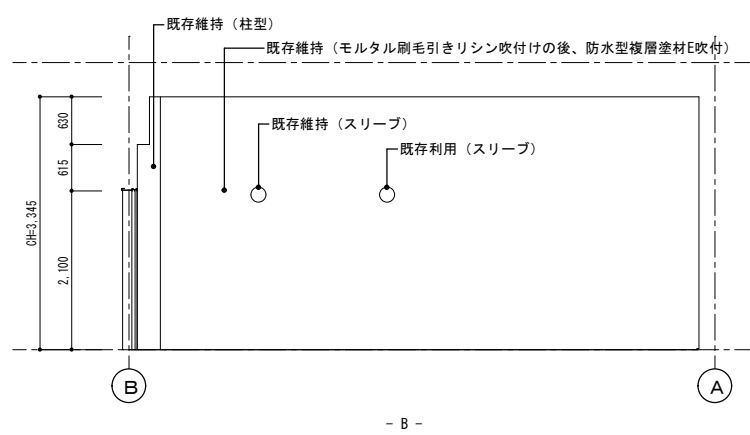 既存維持（柱型）
既存維持（モルタル刷毛引きリシン吹付けの後、防水型複層塗材E吹付）
既存維持（スリーブ）
既存利用（スリーブ）
630
615
CH=3,345
2,100
B
A
- B -